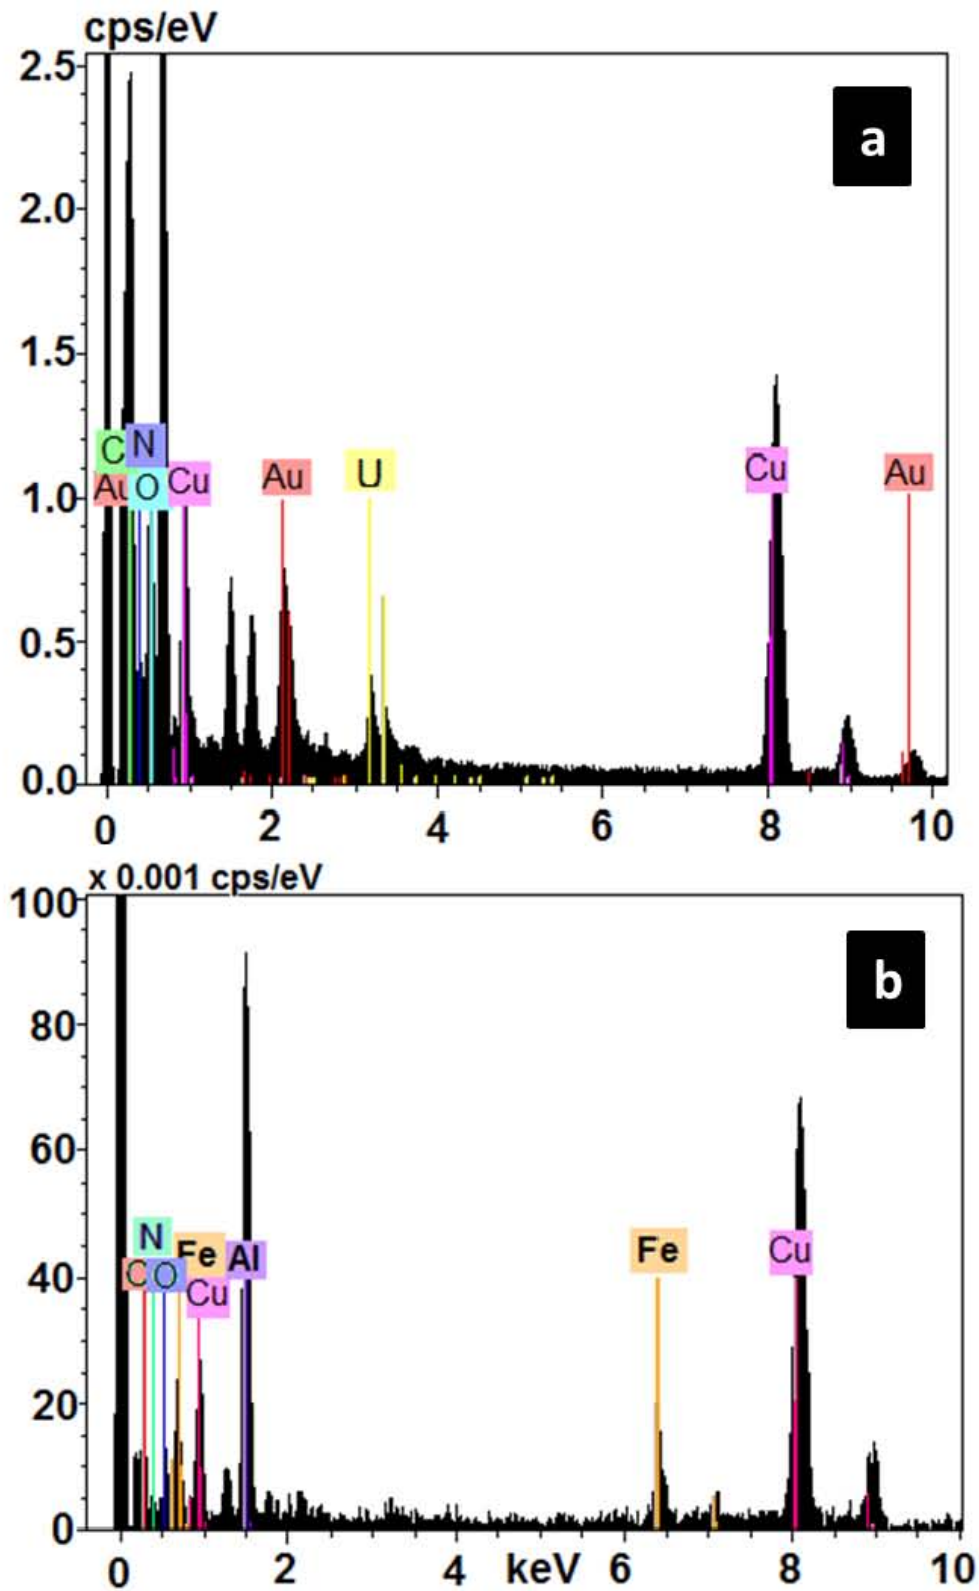 cps/eV
2.5
a
2.0
1.5
C N
Au O Cu Au U Cu Au
1.0
0.5
0.0
0 2 4 6 8 10
x 0.001 cps/eV
100
b
80
60
N Fe Al Fe Cu
C O Cu
40
20
0
0 2 4 keV 6 8 10